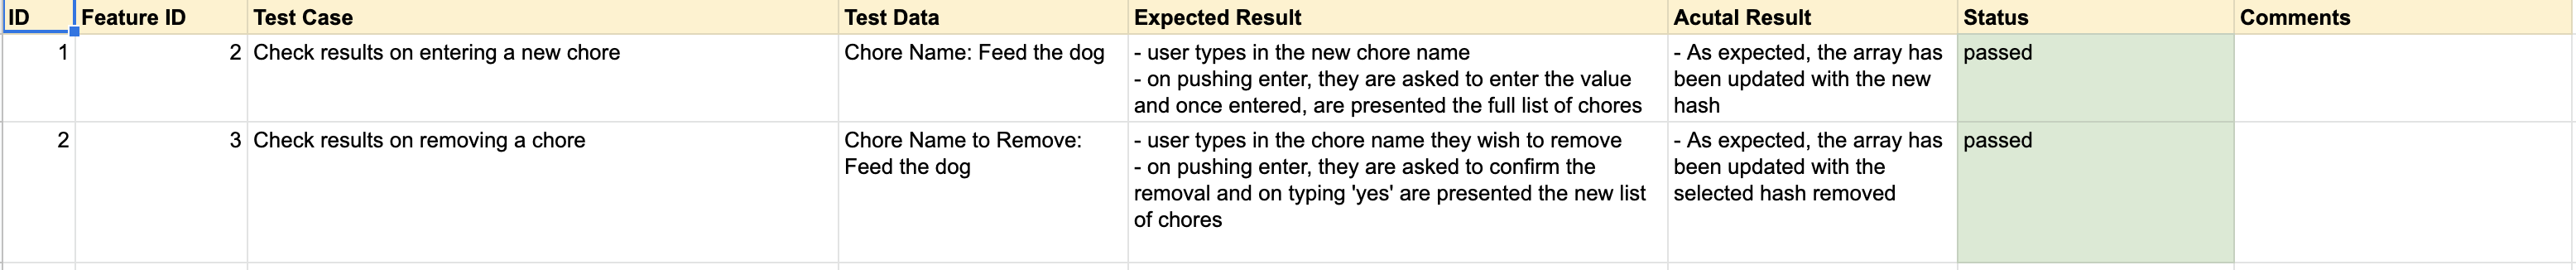 ID Feature ID Test Case Test Data Expected Result Acutal Result Status Comments
1 2 Check results on entering a new chore Chore Name: Feed the dog - user types in the new chore name - As expected, the array has passed
- on pushing enter, they are asked to enter the value been updated with the new
and once entered, are presented the full list of chores hash
2 3 Check results on removing a chore Chore Name to Remove: - user types in the chore name they wish to remove - As expected, the array has passed
Feed the dog - on pushing enter, they are asked to confirm the been updated with the
removal and on typing 'yes' are presented the new list selected hash removed
of chores